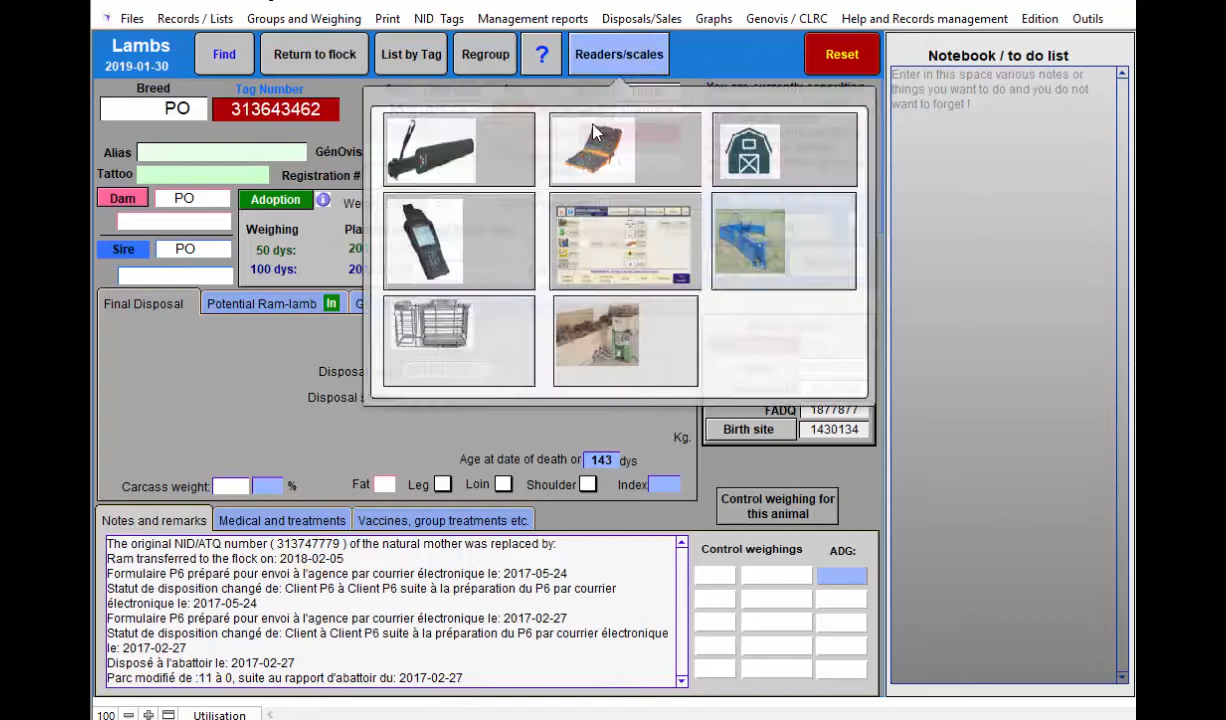 Files Records / Lists Groups and Weighing Print NID Tags Management reports Disposals/Sales Graphs Genovis / CLRC Help and Records management Edition Outils
Lambs
2019-01-30
Find
Return to flock
List by Tag
Regroup
?
Readers/scales
Reset
Notebook / to do list
Enter in this space various notes or
things you want to do and you do not
want to forget !
Breed
Tag Number
PO
313643462
Alias
GénOvis
Tattoo
Registration #
Dam PO
Adoption
Sire PO
Weighing
50 dys:
100 dys:
Final Disposal
Potential Ram-lamb In
Kg.
FADQ 1877877
Birth site 1430134
Age at date of death or 143 dys
Carcass weight: %
Fat
Leg
Loin
Shoulder
Index
Control weighing for
this animal
Notes and remarks
Medical and treatments
Vaccines, group treatments etc.
The original NID/ATQ number ( 313747779 ) of the natural mother was replaced by:
Ram transferred to the flock on: 2018-02-05
Formulaire P6 préparé pour envoi à l'agence par courrier électronique le: 2017-05-24
Statut de disposition changé de: Client P6 à Client P6 suite à la préparation du P6 par courrier
électronique le: 2017-05-24
Formulaire P6 préparé pour envoi à l'agence par courrier électronique le: 2017-02-27
Statut de disposition changé de: Client à Client P6 suite à la préparation du P6 par courrier électronique
le: 2017-02-27
Disposé à l'abattoir le: 2017-02-27
Parc modifié de :11 à 0, suite au rapport d'abattoir du: 2017-02-27
Control weighings
ADG:
100
Utilisation